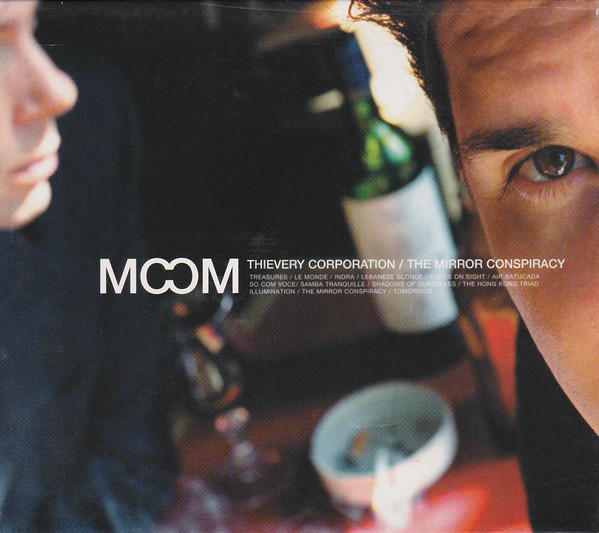 MCOM
THIEVERY CORPORATION / THE MIRROR CONSPIRACY
TREASURES / LE MONDE / INDRA / LEBANESE BLONDE / FOCUS ON SIGHT / AIR BATUCADA
SO COM VOCE/ SAMBA TRANQUILLE / SHADOWS OF OURSELVES / THE HONG KONG TRIAD
ILLUMINATION / THE MIRROR CONSPIRACY / TOMORROW